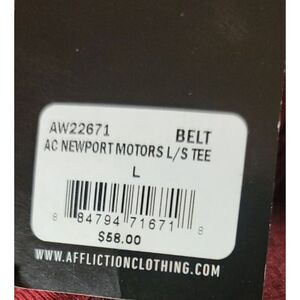 AW22671 BELT
AC NEWPORT MOTORS L/S TEE
L
8 84794 71671 8
$58.00
WWW.AFFLICTIONCLOTHING.COM